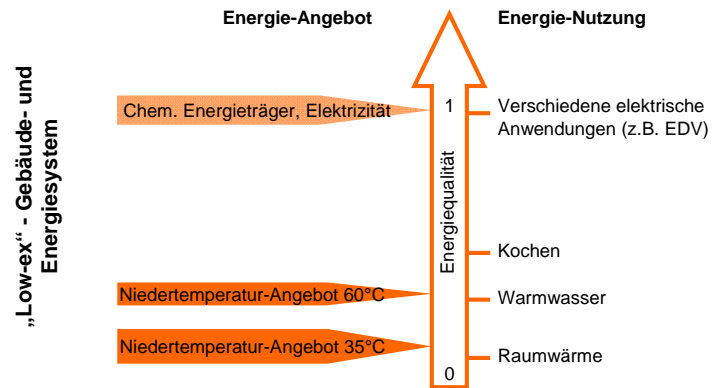 Energie-Angebot
Energie-Nutzung
„Low-ex“ - Gebäude- und
Energiesystem
Chem. Energieträger, Elektrizität
1
Verschiedene elektrische
Anwendungen (z.B. EDV)
Energiequalität
Kochen
Niedertemperatur-Angebot 60°C
Warmwasser
Niedertemperatur-Angebot 35°C
Raumwärme
0